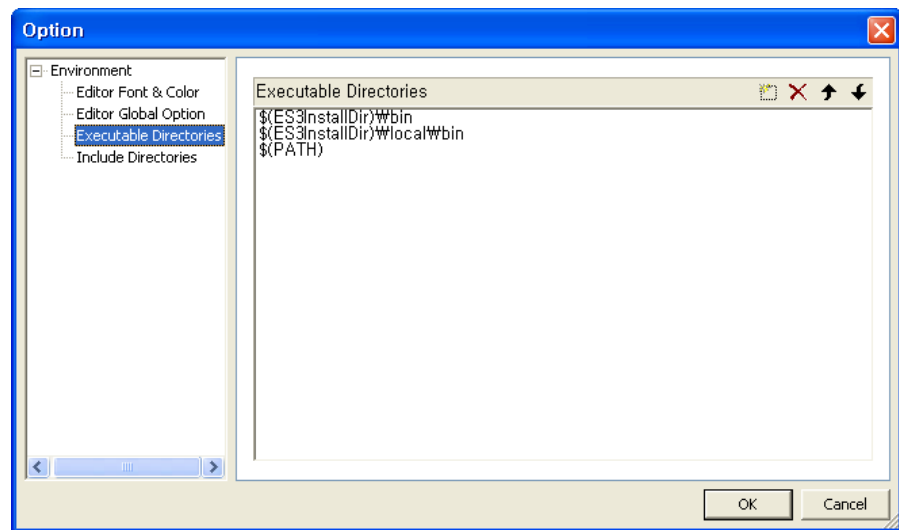 Option
Environment
Editor Font & Color
Editor Global Option
Executable Directories
Include Directories
Executable Directories
$(ES3InstallDir)₩bin
$(ES3InstallDir)₩local₩bin
$(PATH)
OK
Cancel